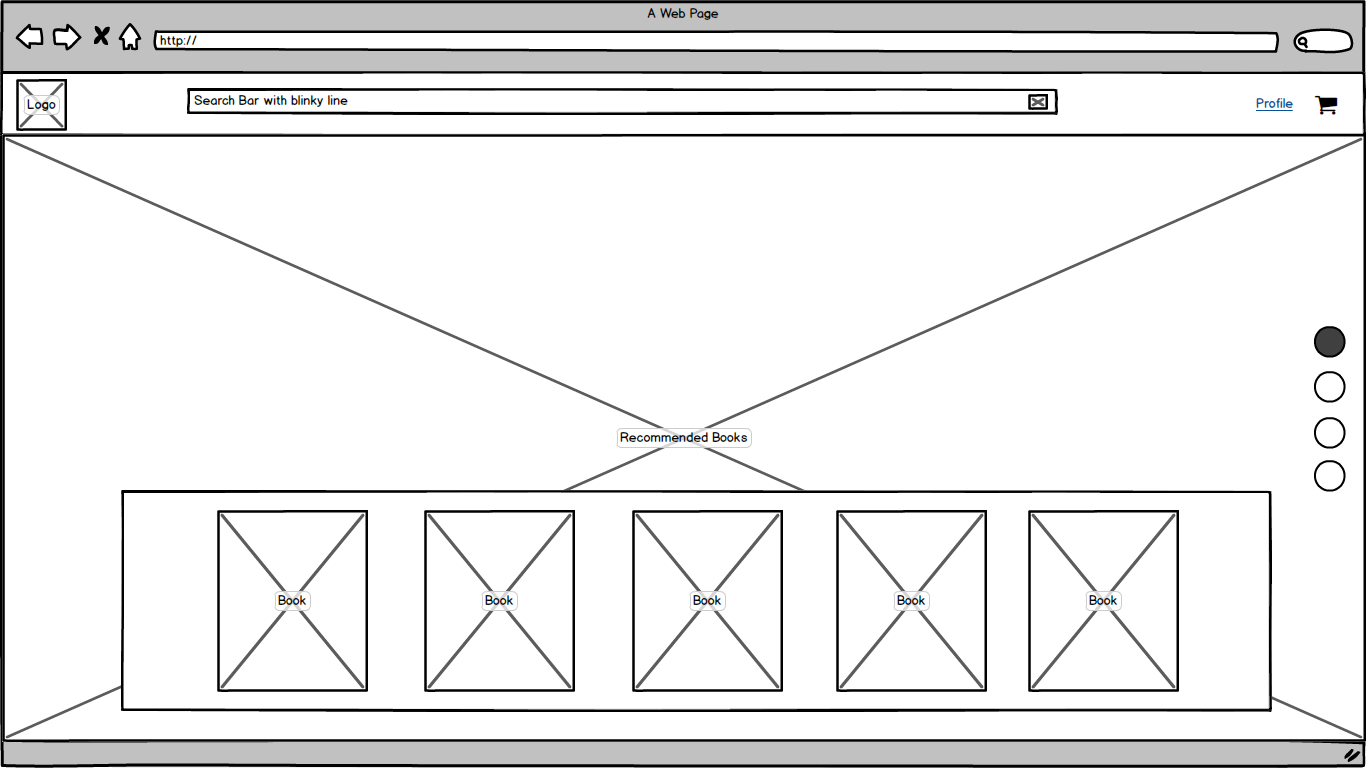 A Web Page
http://
Logo
Search Bar with blinky line
Profile
Recommended Books
Book
Book
Book
Book
Book